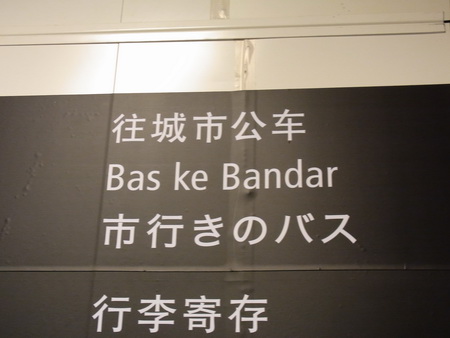 往城市公车
Bas ke Bandar
市行きのバス
行李寄存